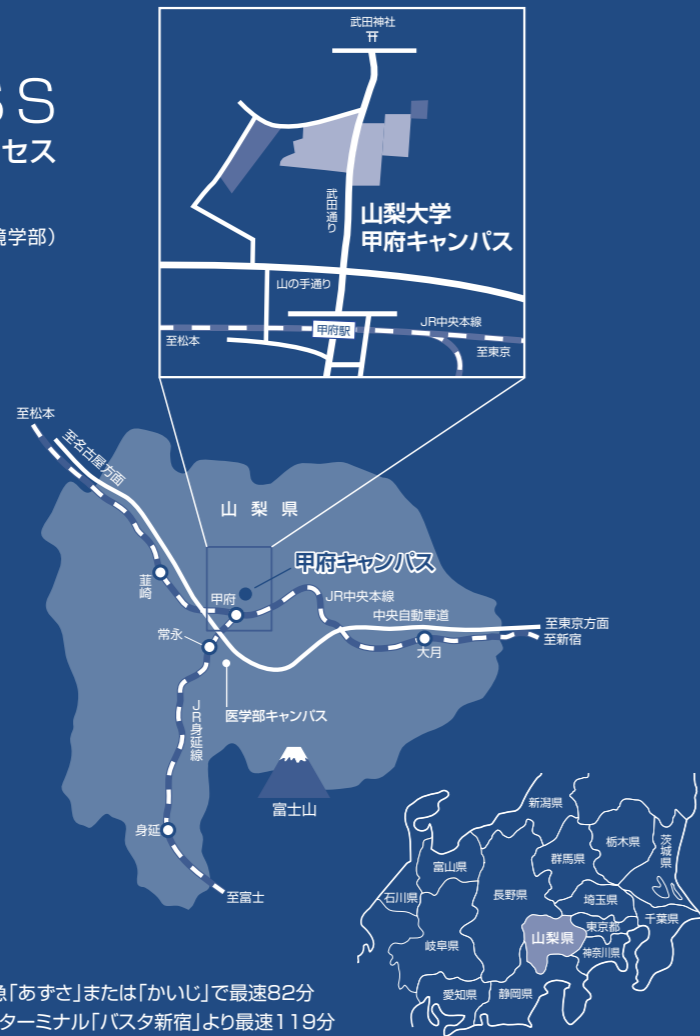 SS
セス
境学部）
武田神社
武田通り
山梨大学
甲府キャンパス
山の手通り
甲府駅
JR中央本線
至松本
至東京
至松本
至名古屋方面
山梨県
甲府キャンパス
韮崎
甲府
JR中央本線
中央自動車道
至東京方面
至新宿
常永
大月
医学部キャンパス
JR身延線
富士山
身延
至富士
新潟県
栃木県
茨城県
群馬県
富山県
長野県
石川県
埼玉県
千葉県
東京都
山梨県
岐阜県
神奈川県
愛知県
静岡県
急「あずさ」または「かいじ」で最速82分
ターミナル「バスタ新宿」より最速119分